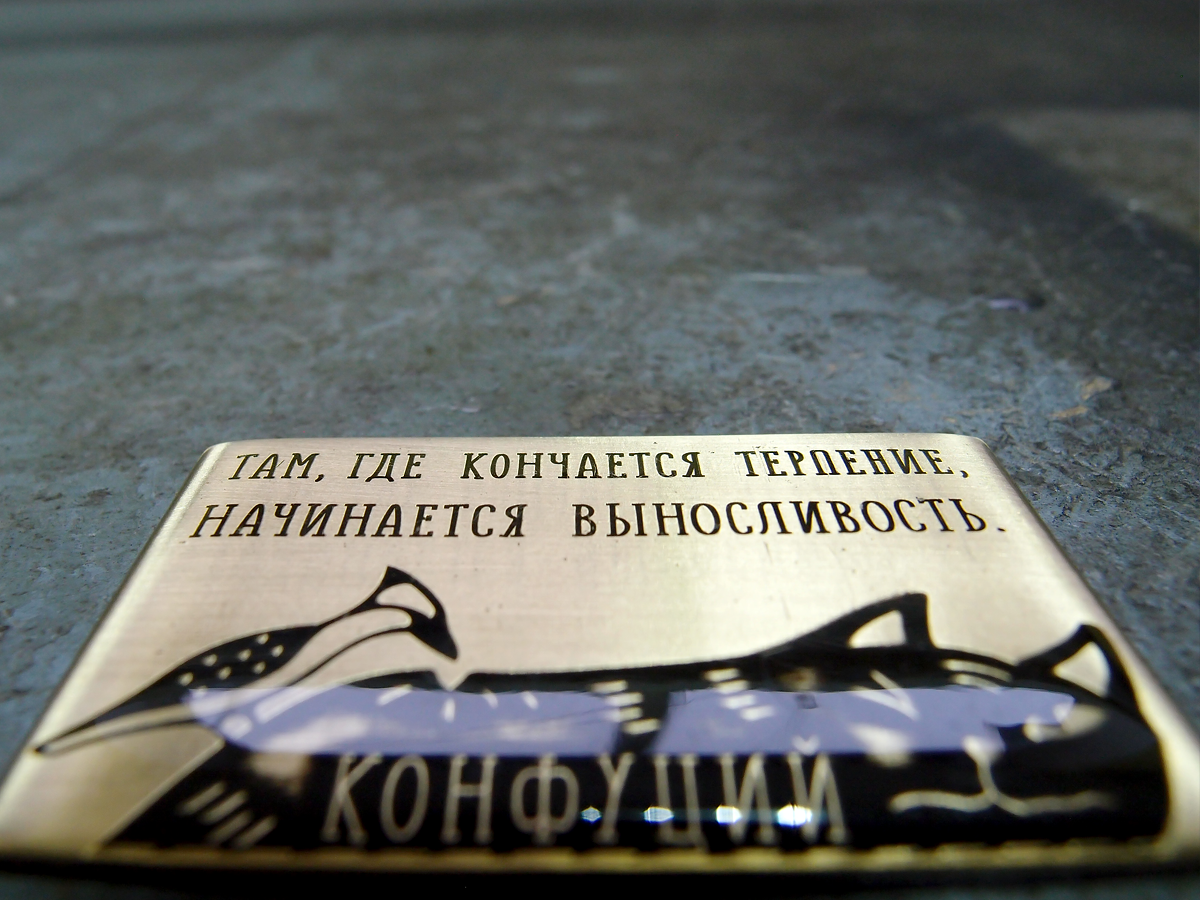 ТАМ, ГДЕ КОНЧАЕТСЯ ТЕРПЕНИЕ,
НАЧИНАЕТСЯ ВЫНОСЛИВОСТЬ.
КОНФУЦИЙ